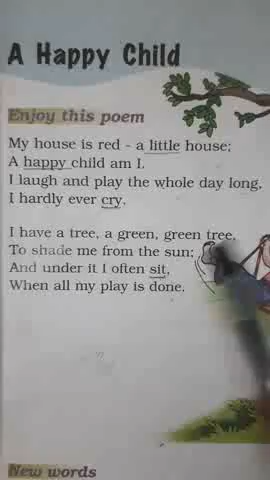 A Happy Child
Enjoy this poem
My house is red - a little house;
A happy child am I.
I laugh and play the whole day long,
I hardly ever cry.
I have a tree, a green, green tree,
To shade me from the sun;
And under it I often sit,
When all my play is done.
New words